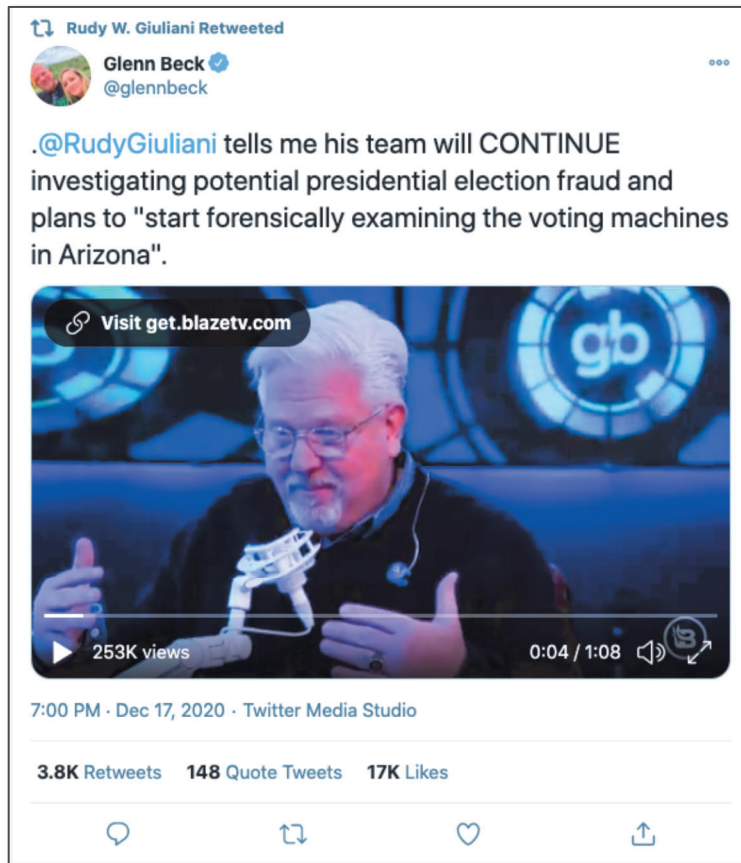 Rudy W. Giuliani Retweeted
Glenn Beck
@glennbeck
.@RudyGiuliani tells me his team will CONTINUE
investigating potential presidential election fraud and
plans to "start forensically examining the voting machines
in Arizona".
Visit get.blazetv.com
gb
253K views
0:04 / 1:08
B
7:00 PM · Dec 17, 2020 · Twitter Media Studio
3.8K Retweets 148 Quote Tweets 17K Likes